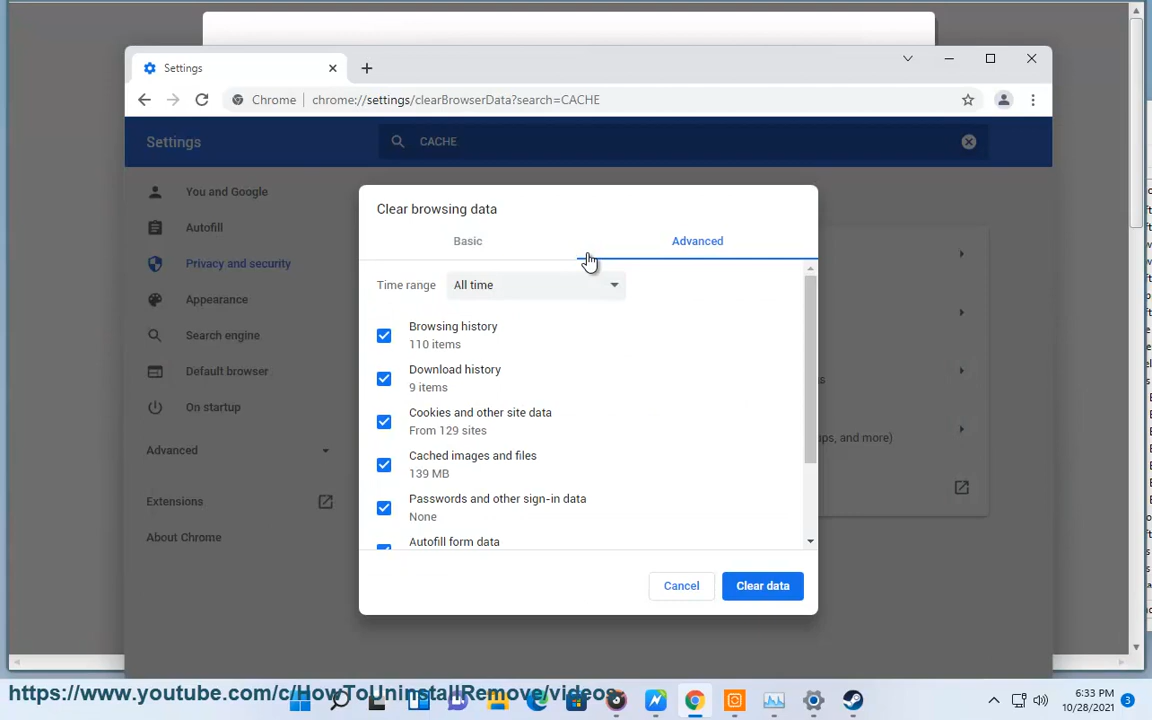 Settings
Chrome
chrome://settings/clearBrowserData?search=CACHE
Settings
CACHE
You and Google
Autofill
Privacy and security
Appearance
Search engine
Default browser
On startup
Advanced
Extensions
About Chrome
Clear browsing data
Basic
Advanced
Time range
All time
Browsing history
110 items
Download history
9 items
Cookies and other site data
From 129 sites
Cached images and files
139 MB
Passwords and other sign-in data
None
Autofill form data
and more)
Cancel
Clear data
https://www.youtube.com/c/HowToUninstallRemove/videos
6:33 PM
10/28/2021
3